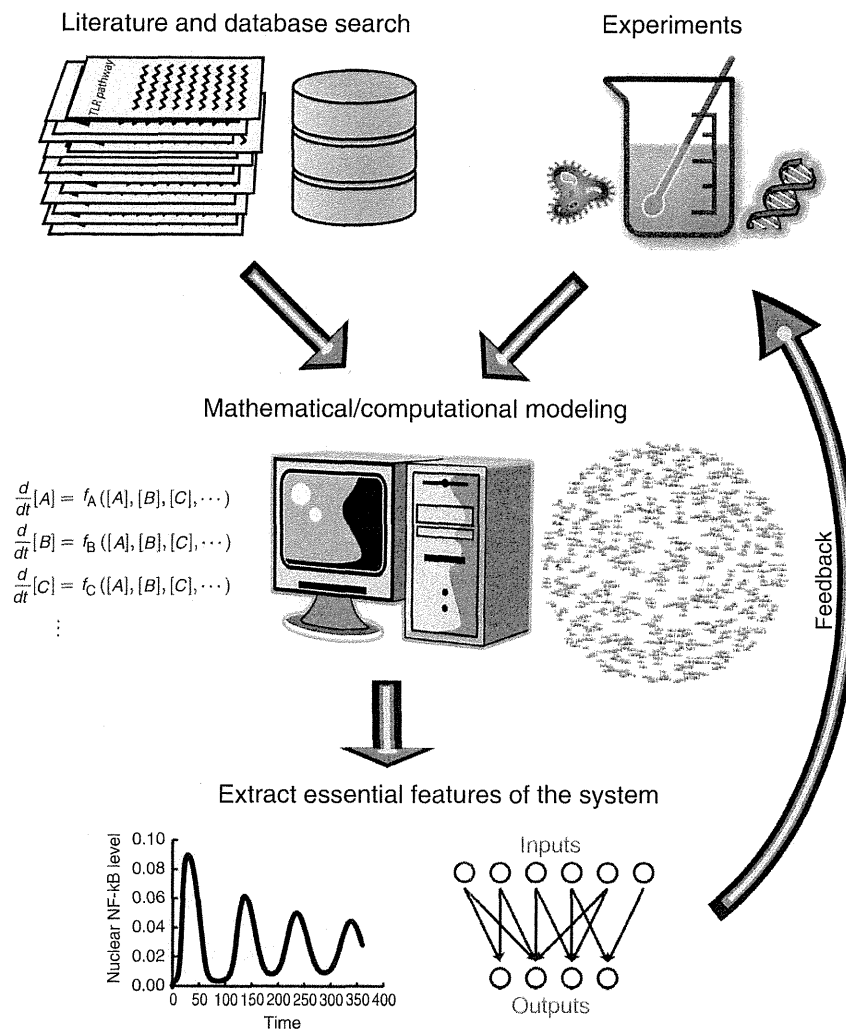 Literature and database search
Experiments
TLR pathway
Mathematical/computational modeling
d/dt[A] = f_A ([A], [B], [C], ⋯)
d/dt[B] = f_B ([A], [B], [C], ⋯)
d/dt[C] = f_C ([A], [B], [C], ⋯)
⋮
Feedback
Extract essential features of the system
Nuclear NF-kB level
0.10
0.08
0.06
0.04
0.02
0.00
0 50 100 150 200 250 300 350 400
Time
Inputs
Outputs